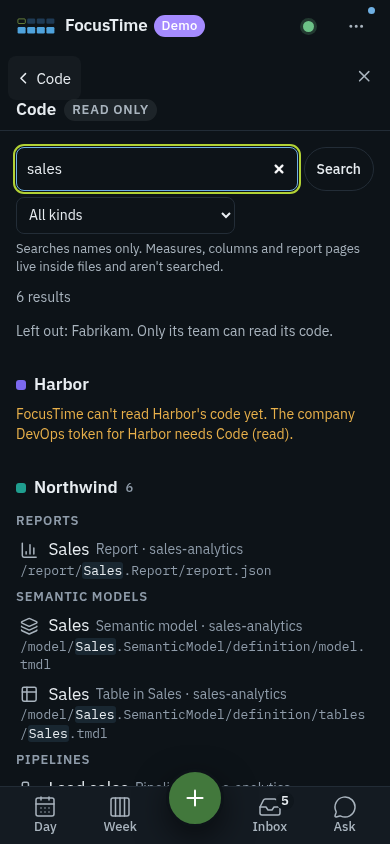 FocusTime Demo
Code
Code READ ONLY
sales
Search
All kinds
Searches names only. Measures, columns and report pages
live inside files and aren't searched.
6 results
Left out: Fabrikam. Only its team can read its code.
Harbor
FocusTime can't read Harbor's code yet. The company
DevOps token for Harbor needs Code (read).
Northwind 6
REPORTS
Sales Report · sales-analytics
/report/Sales.Report/report.json
SEMANTIC MODELS
Sales Semantic model · sales-analytics
/model/Sales.SemanticModel/definition/model.
tmdl
Sales Table in Sales · sales-analytics
/model/Sales.SemanticModel/definition/tables
/Sales.tmdl
PIPELINES
5
Day Week Inbox Ask